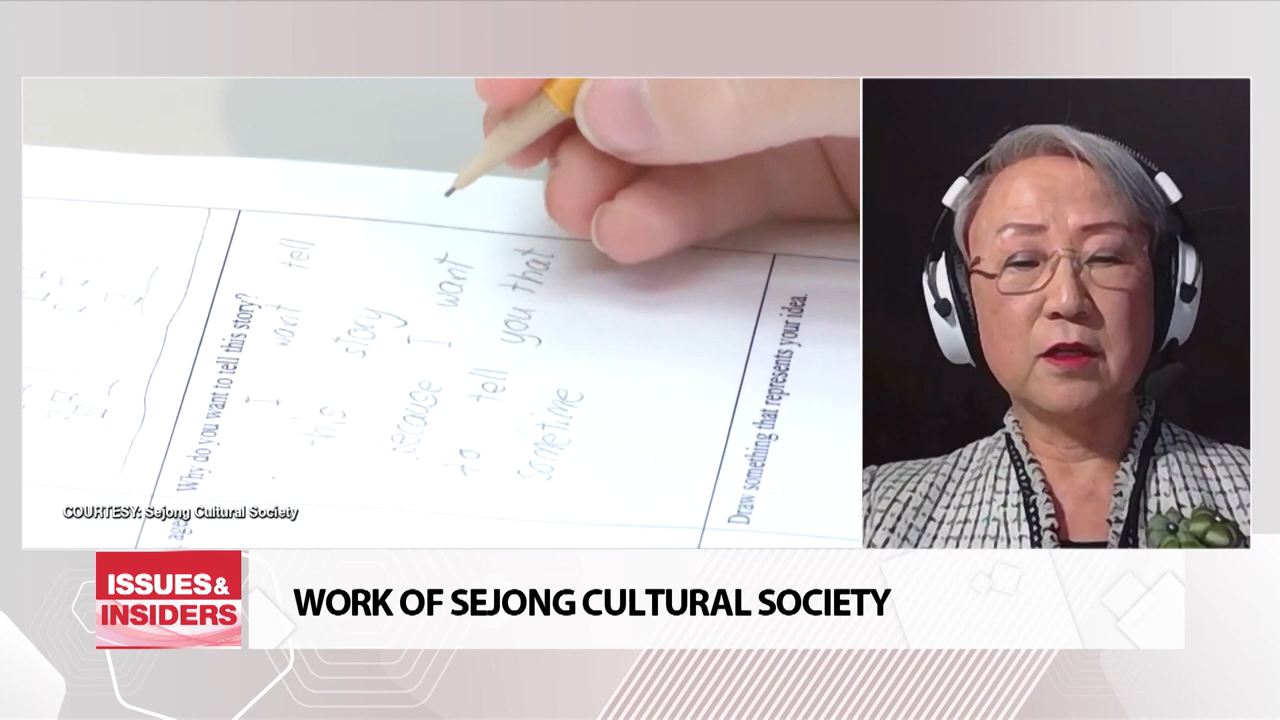 Why do you want to tell this story?
I want tell
this story
because I want
to tell you that
sometime
Draw something that represents your idea.
COURTESY: Sejong Cultural Society
ISSUES&
INSIDERS
WORK OF SEJONG CULTURAL SOCIETY